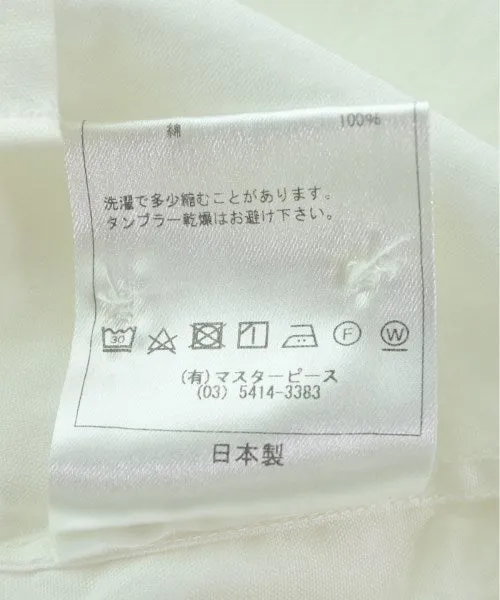 綿 100%
洗濯で多少縮むことがあります。
タンブラー乾燥はお避け下さい。
30 F W
(有)マスターピース
(03) 5414-3383
日本製